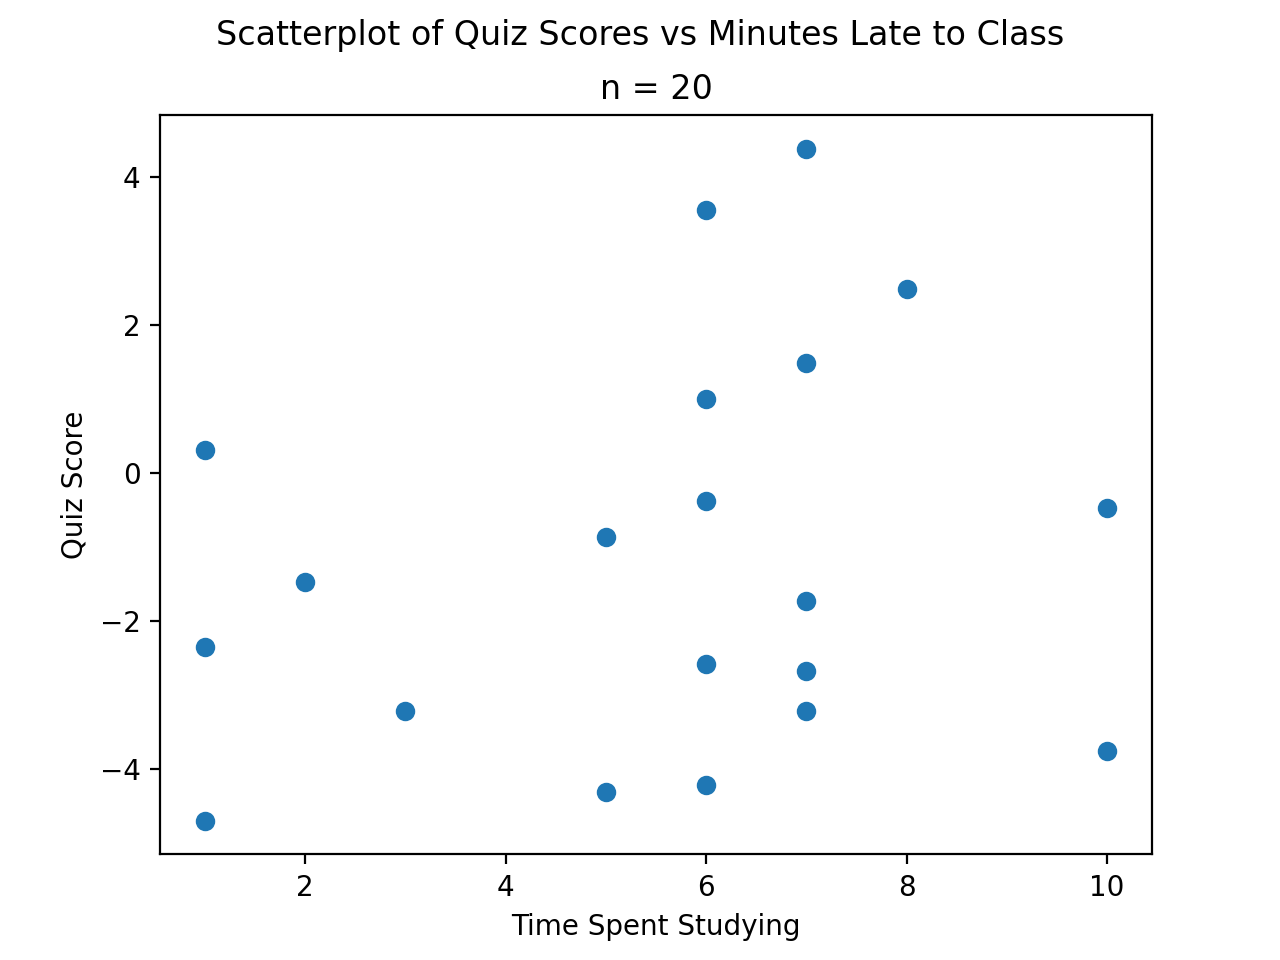 Scatterplot of Quiz Scores vs Minutes Late to Class
n = 20
4
2
0
−2
−4
Quiz Score
2 4 6 8 10
Time Spent Studying